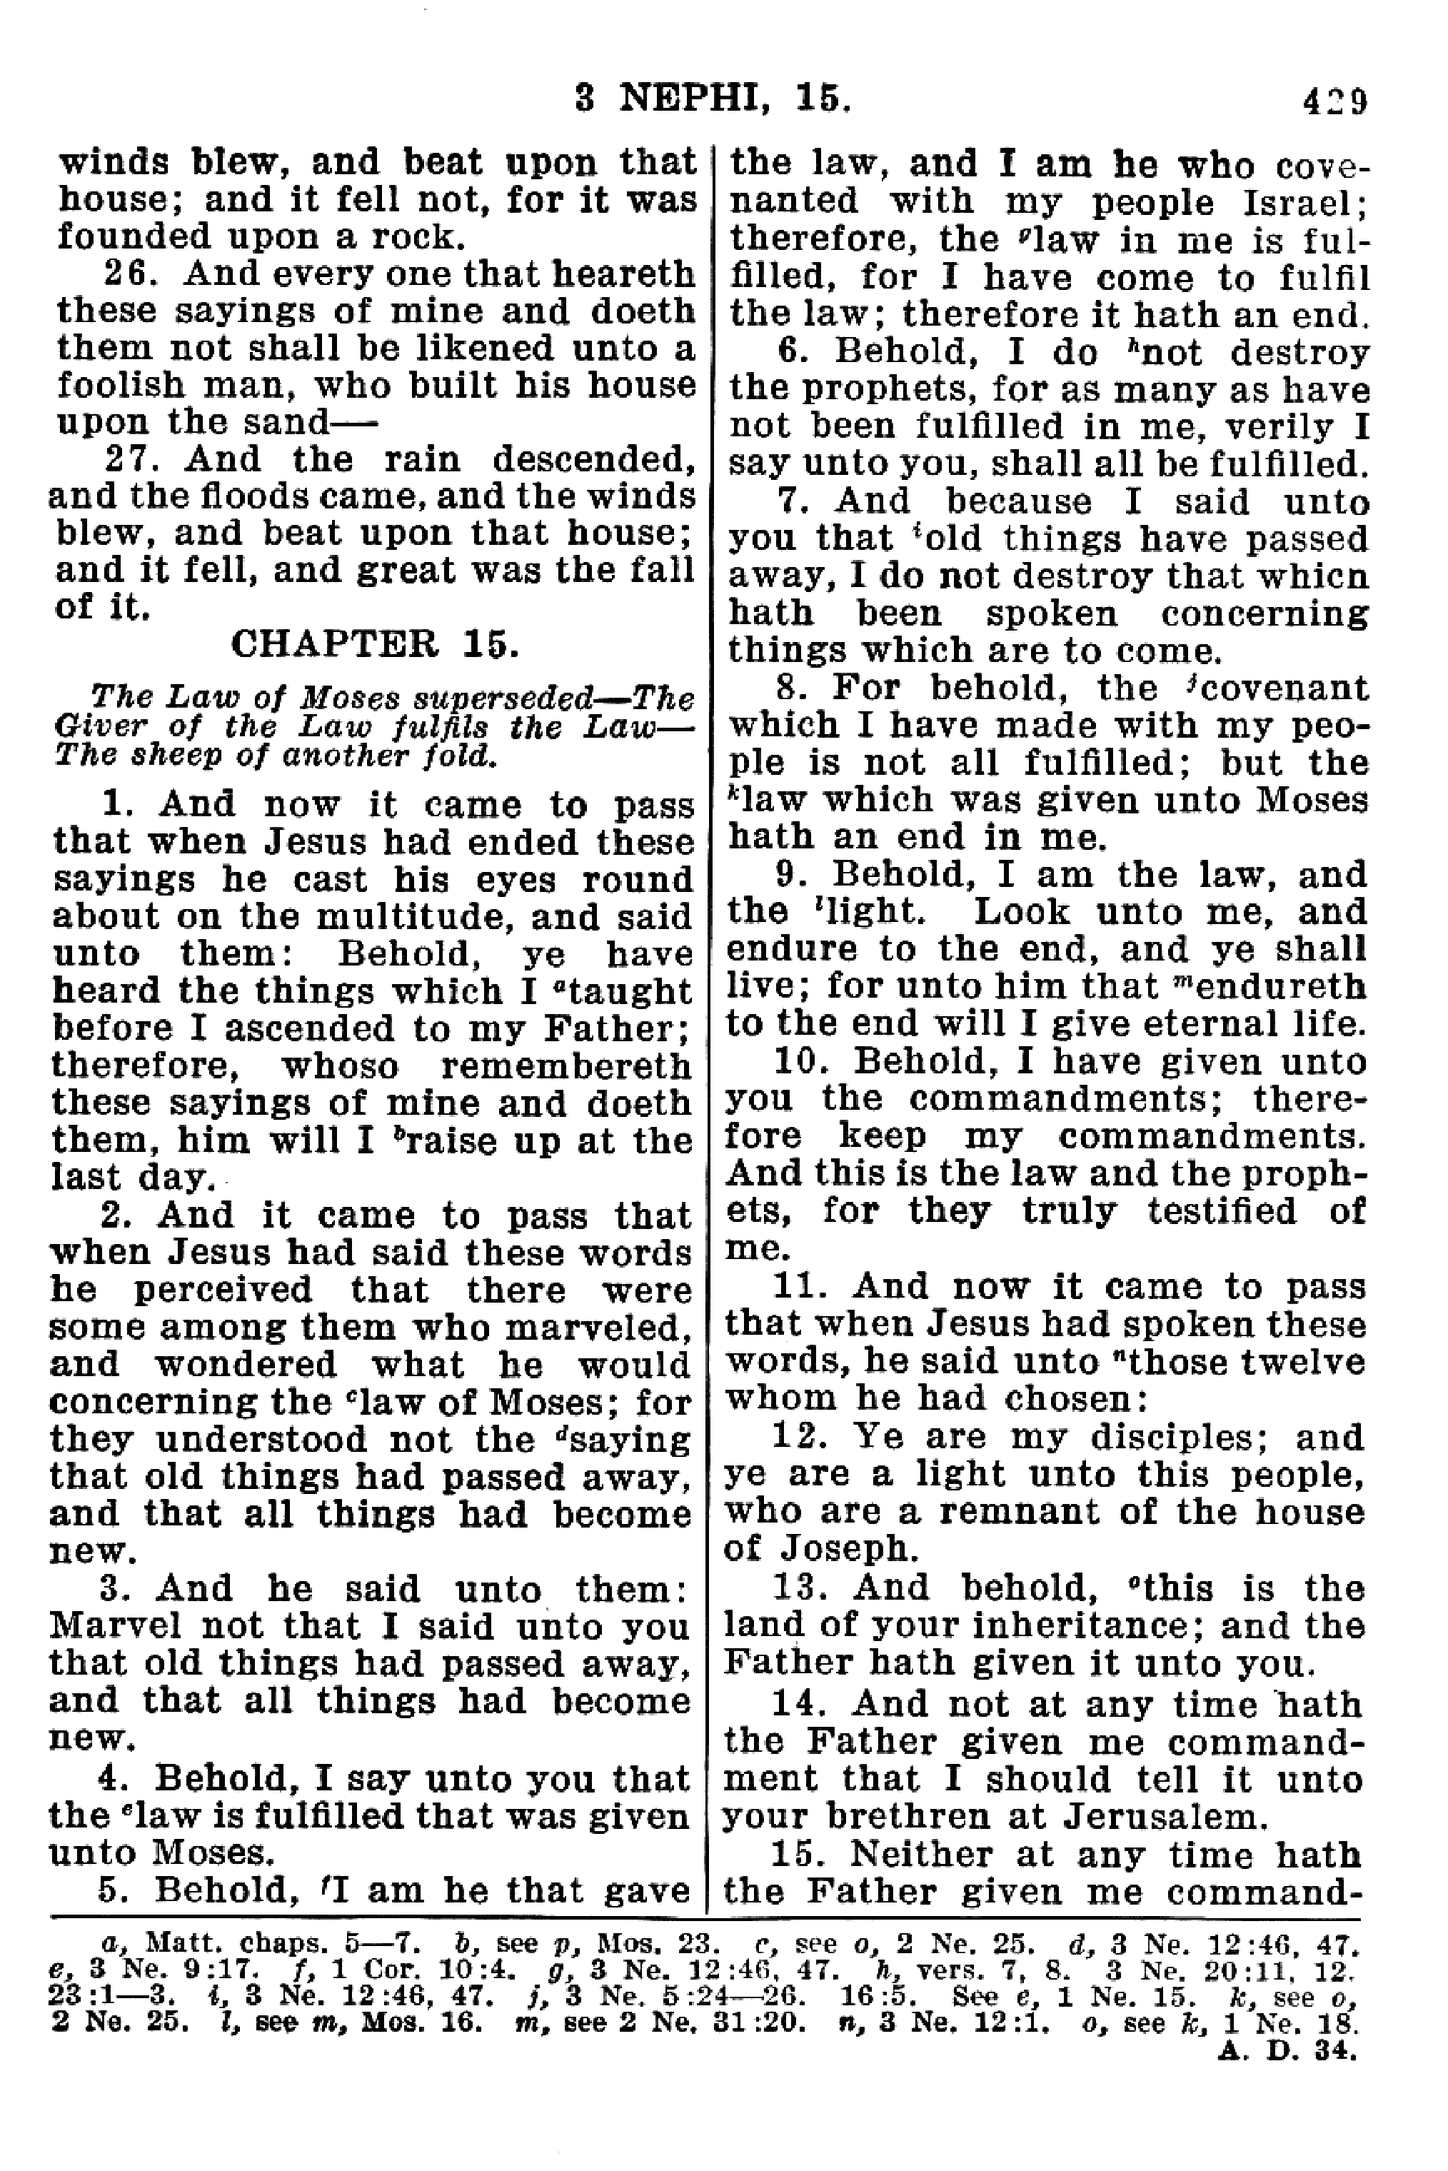 3 NEPHI, 15.
429
winds blew, and beat upon that
house; and it fell not, for it was
founded upon a rock.
26. And every one that heareth
these sayings of mine and doeth
them not shall be likened unto a
foolish man, who built his house
upon the sand—
27. And the rain descended,
and the floods came, and the winds
blew, and beat upon that house;
and it fell, and great was the fall
of it.
CHAPTER 15.
The Law of Moses superseded—The
Giver of the Law fulfils the Law—
The sheep of another fold.
1. And now it came to pass
that when Jesus had ended these
sayings he cast his eyes round
about on the multitude, and said
unto them: Behold, ye have
heard the things which I ᵃtaught
before I ascended to my Father;
therefore, whoso remembereth
these sayings of mine and doeth
them, him will I ᵇraise up at the
last day.
2. And it came to pass that
when Jesus had said these words
he perceived that there were
some among them who marveled,
and wondered what he would
concerning the ᶜlaw of Moses; for
they understood not the ᵈsaying
that old things had passed away,
and that all things had become
new.
3. And he said unto them:
Marvel not that I said unto you
that old things had passed away,
and that all things had become
new.
4. Behold, I say unto you that
the ᵉlaw is fulfilled that was given
unto Moses.
5. Behold, ᶠI am he that gave
the law, and I am he who cove-
nanted with my people Israel;
therefore, the ᵍlaw in me is ful-
filled, for I have come to fulfil
the law; therefore it hath an end.
6. Behold, I do ʰnot destroy
the prophets, for as many as have
not been fulfilled in me, verily I
say unto you, shall all be fulfilled.
7. And because I said unto
you that ⁱold things have passed
away, I do not destroy that which
hath been spoken concerning
things which are to come.
8. For behold, the ʲcovenant
which I have made with my peo-
ple is not all fulfilled; but the
ᵏlaw which was given unto Moses
hath an end in me.
9. Behold, I am the law, and
the ˡlight. Look unto me, and
endure to the end, and ye shall
live; for unto him that ᵐendureth
to the end will I give eternal life.
10. Behold, I have given unto
you the commandments; there-
fore keep my commandments.
And this is the law and the proph-
ets, for they truly testified of
me.
11. And now it came to pass
that when Jesus had spoken these
words, he said unto ⁿthose twelve
whom he had chosen:
12. Ye are my disciples; and
ye are a light unto this people,
who are a remnant of the house
of Joseph.
13. And behold, ᵒthis is the
land of your inheritance; and the
Father hath given it unto you.
14. And not at any time hath
the Father given me command-
ment that I should tell it unto
your brethren at Jerusalem.
15. Neither at any time hath
the Father given me command-
a, Matt. chaps. 5—7. b, see p, Mos. 23. c, see o, 2 Ne. 25. d, 3 Ne. 12:46, 47.
e, 3 Ne. 9:17. f, 1 Cor. 10:4. g, 3 Ne. 12:46, 47. h, vers. 7, 8. 3 Ne. 20:11, 12.
23:1—3. i, 3 Ne. 12:46, 47. j, 3 Ne. 5:24—26. 16:5. See e, 1 Ne. 15. k, see o,
2 Ne. 25. l, see m, Mos. 16. m, see 2 Ne. 31:20. n, 3 Ne. 12:1. o, see k, 1 Ne. 18.
A. D. 34.